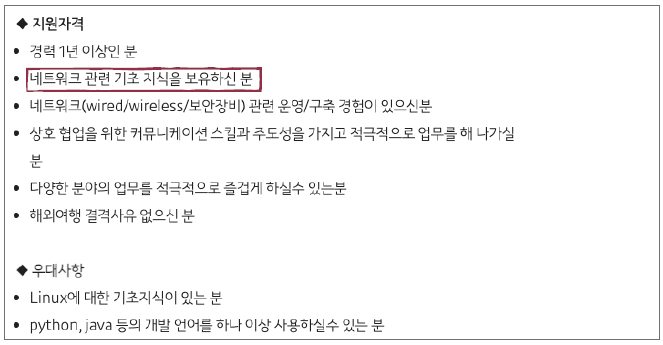 ◆ 지원자격
• 경력 1년 이상인 분
• 네트워크 관련 기초 지식을 보유하신 분
• 네트워크(wired/wireless/보안장비) 관련 운영/구축 경험이 있으신분
• 상호 협업을 위한 커뮤니케이션 스킬과 주도성을 가지고 적극적으로 업무를 해 나가실
분
• 다양한 분야의 업무를 적극적으로 즐겁게 하실수 있는분
• 해외여행 결격사유 없으신 분
◆ 우대사항
• Linux에 대한 기초지식이 있는 분
• python, java 등의 개발 언어를 하나 이상 사용하실수 있는 분